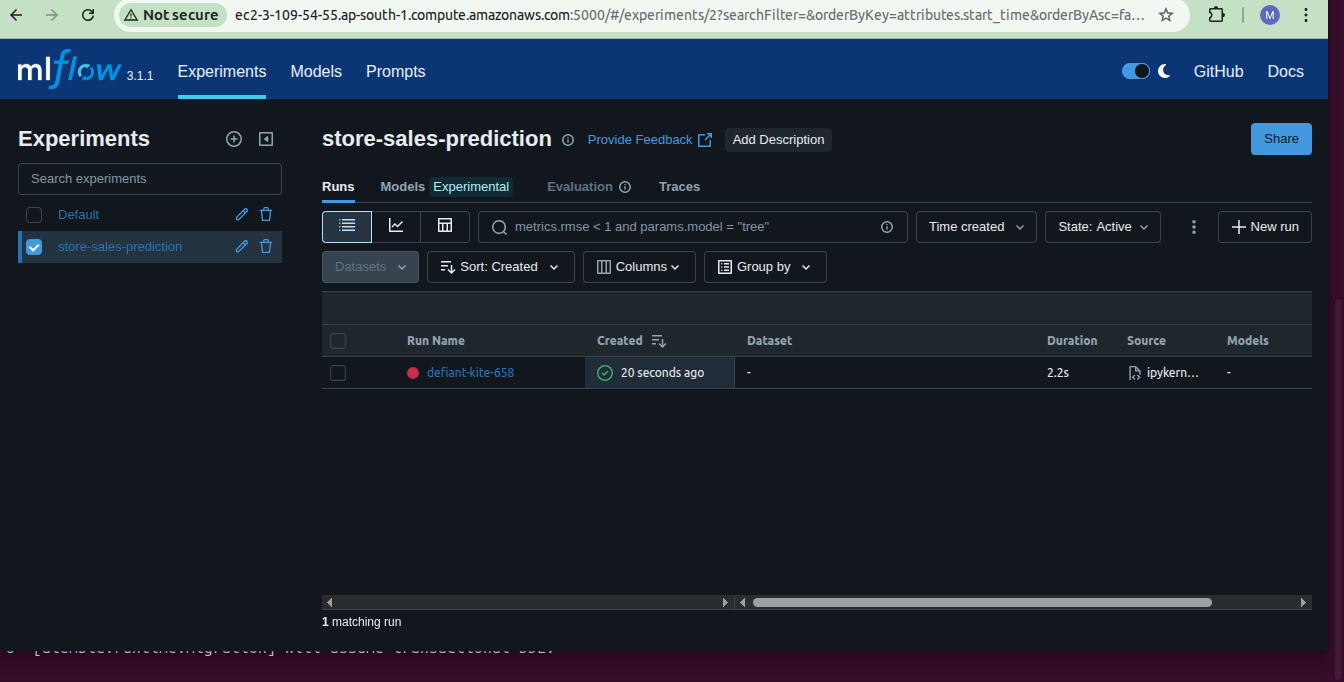 Not secure ec2-3-109-54-55.ap-south-1.compute.amazonaws.com:5000/#/experiments/2?searchFilter=&orderByKey=attributes.start_time&orderByAsc=fa... M
mlflow 3.1.1 Experiments Models Prompts GitHub Docs
Experiments
Search experiments
Default
store-sales-prediction
store-sales-prediction Provide Feedback Add Description Share
Runs Models Experimental Evaluation Traces
metrics.rmse < 1 and params.model = "tree" Time created State: Active New run
Datasets Sort: Created Columns Group by
Run Name Created Dataset Duration Source Models
defiant-kite-658 20 seconds ago - 2.2s ipykern... -
1 matching run